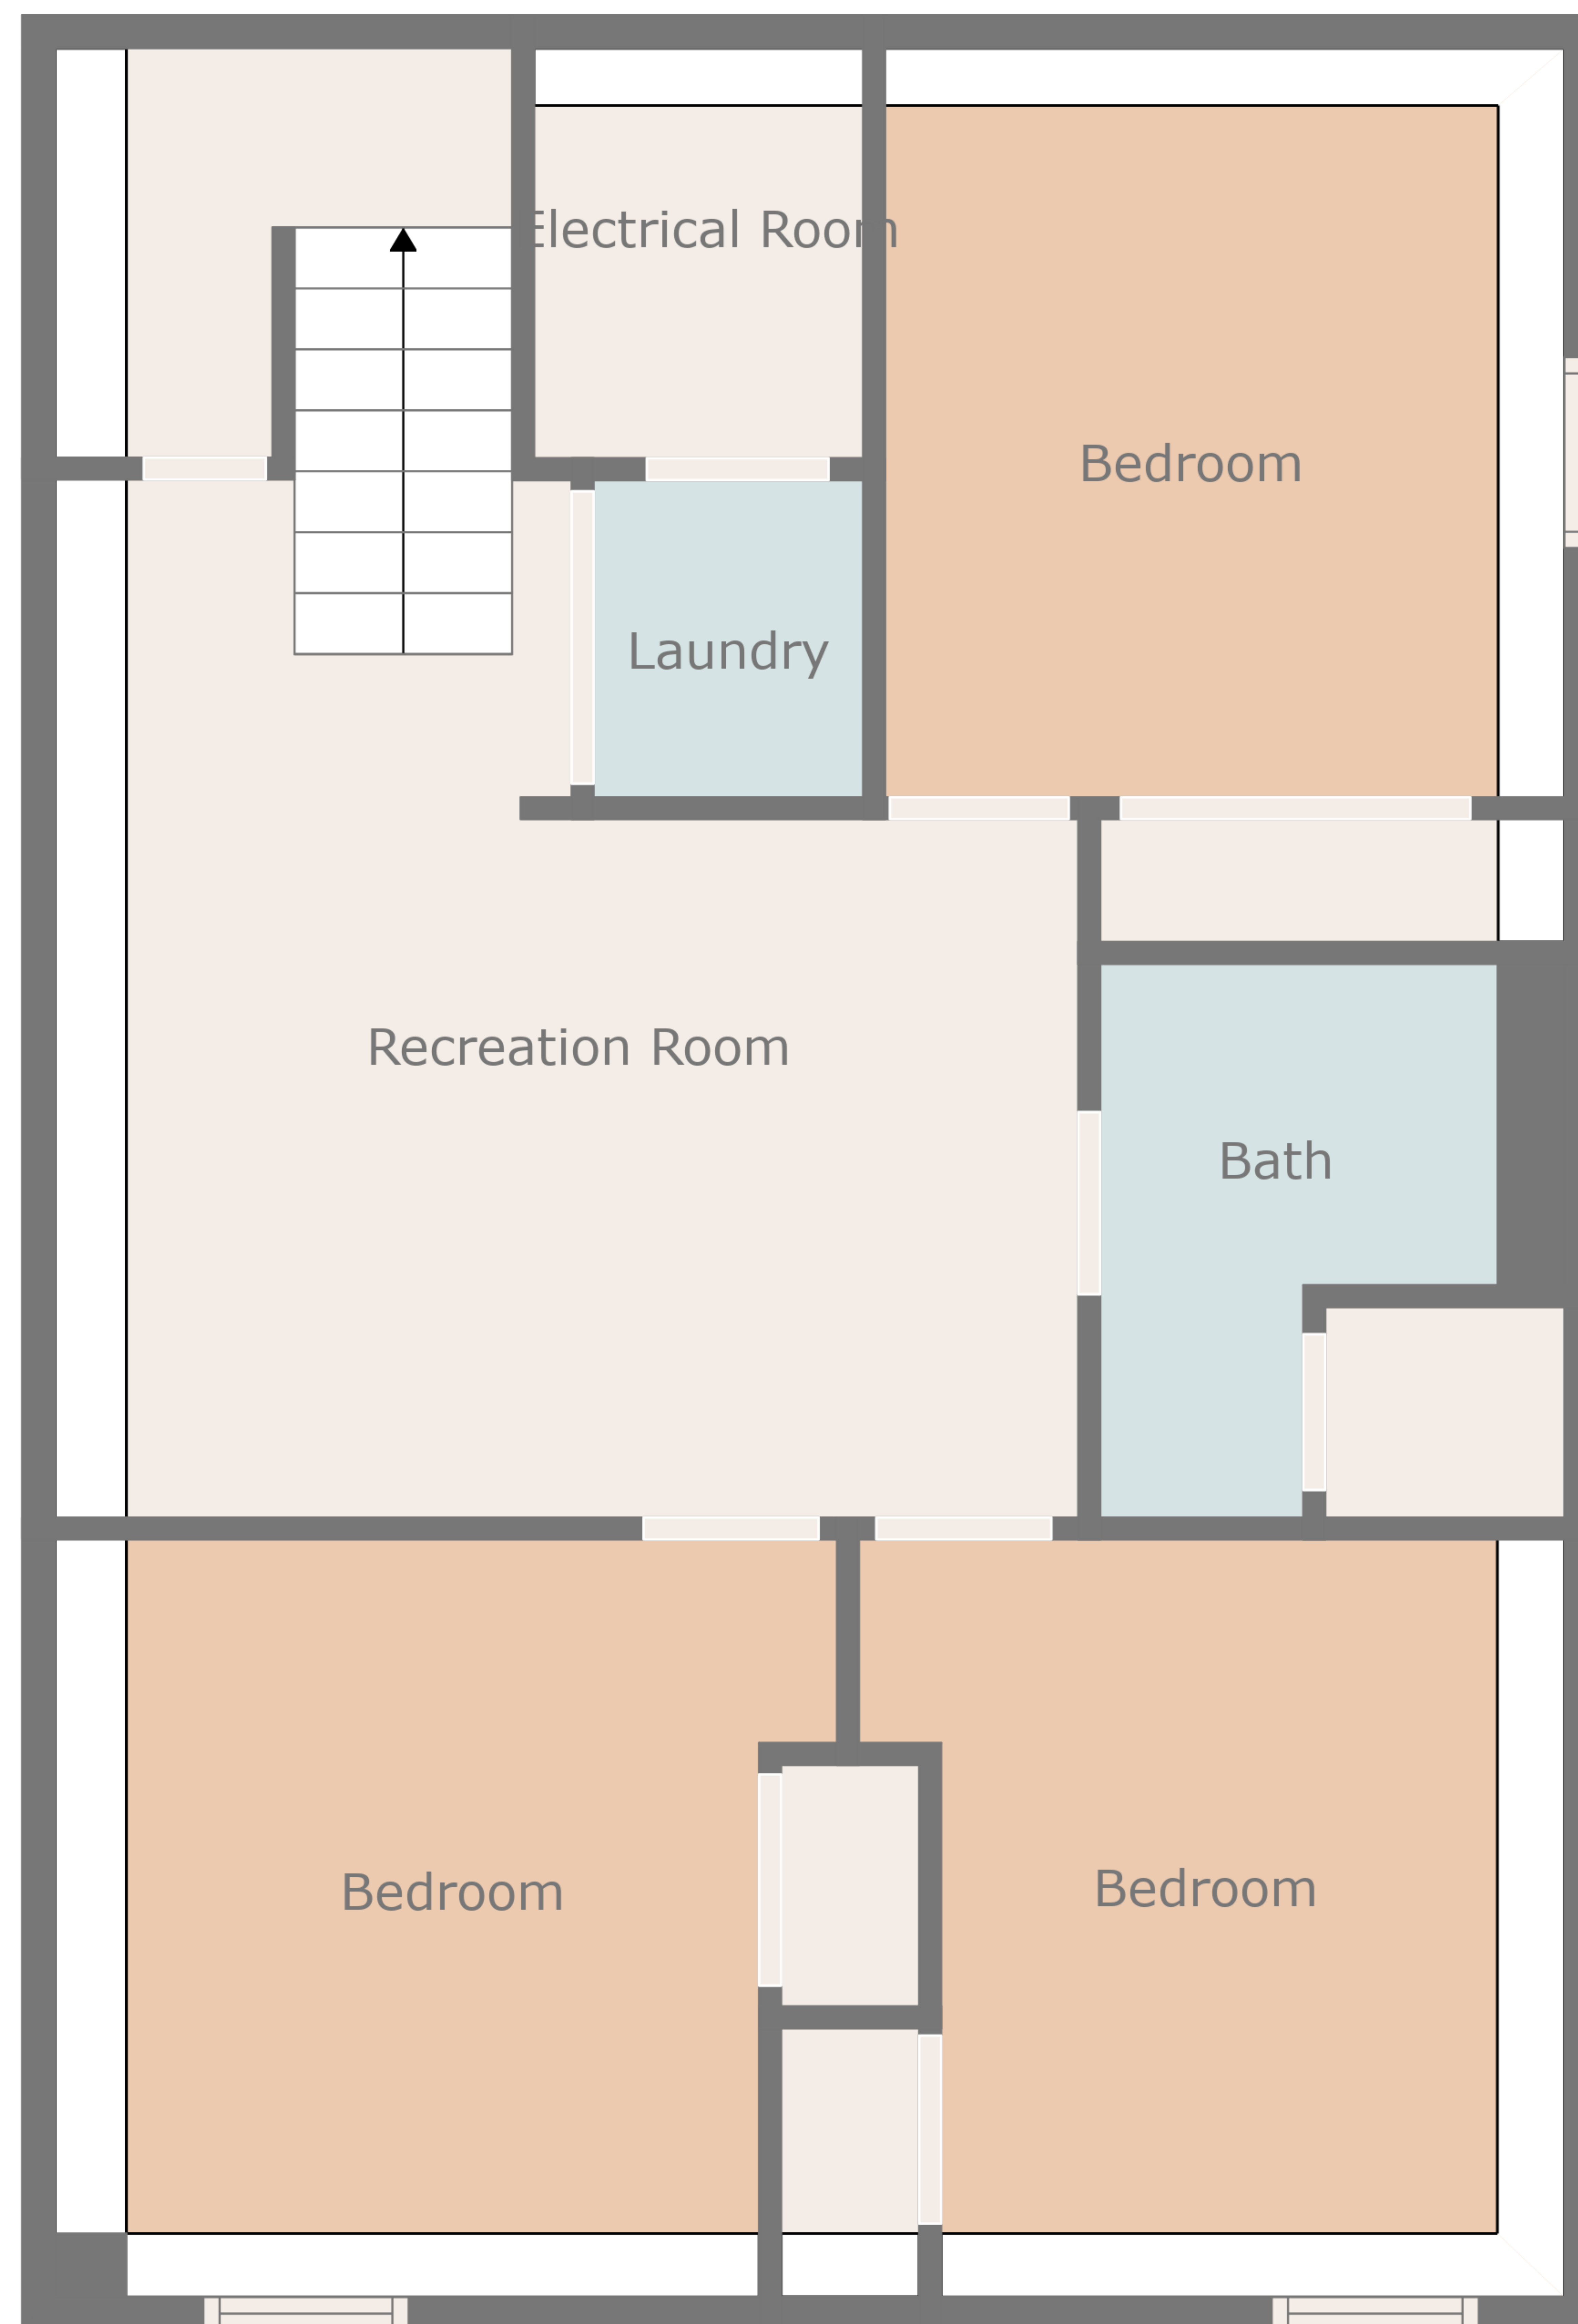 Electrical Room
Bedroom
Laundry
Recreation Room
Bath
Bedroom
Bedroom